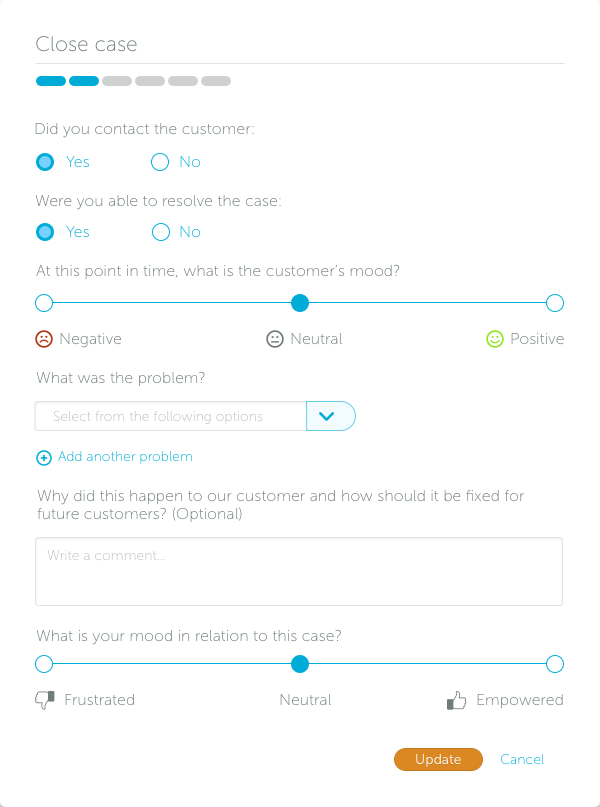 Close case
Did you contact the customer:
Yes No
Were you able to resolve the case:
Yes No
At this point in time, what is the customer's mood?
Negative Neutral Positive
What was the problem?
Select from the following options
Add another problem
Why did this happen to our customer and how should it be fixed for
future customers? (Optional)
Write a comment...
What is your mood in relation to this case?
Frustrated Neutral Empowered
Update Cancel